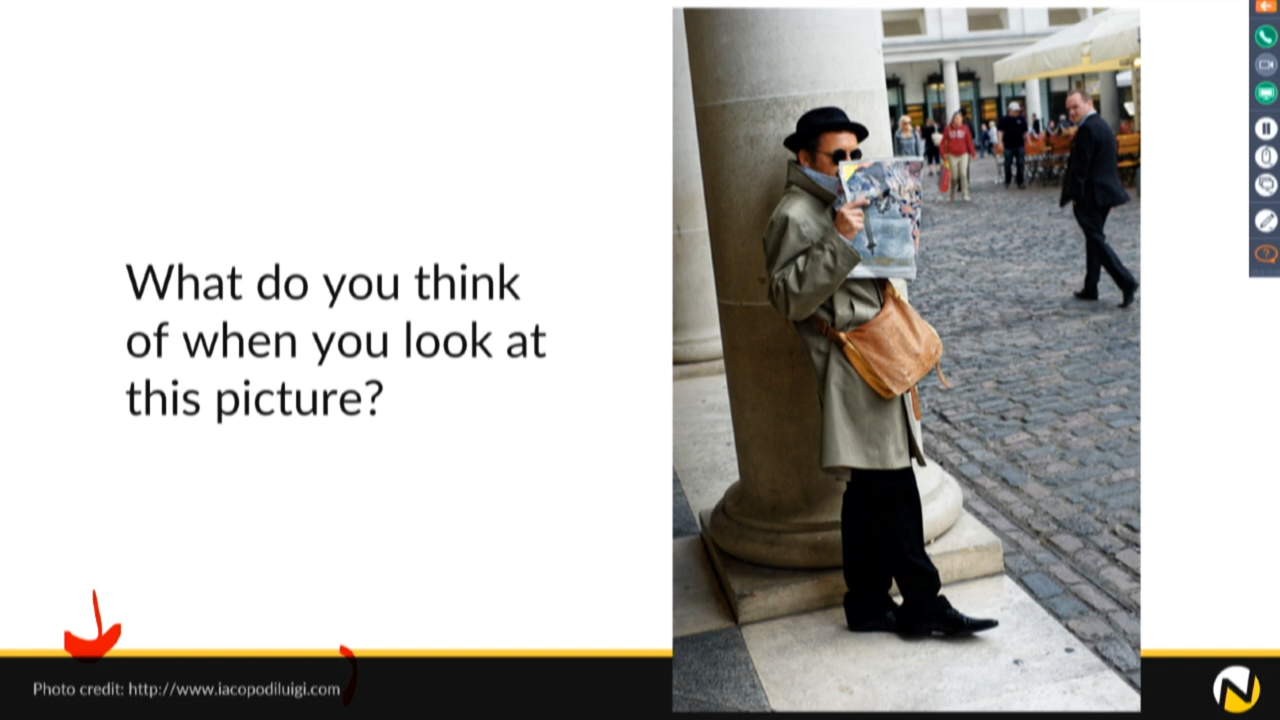 What do you think
of when you look at
this picture?
Photo credit: http://www.iacopodiluigi.com